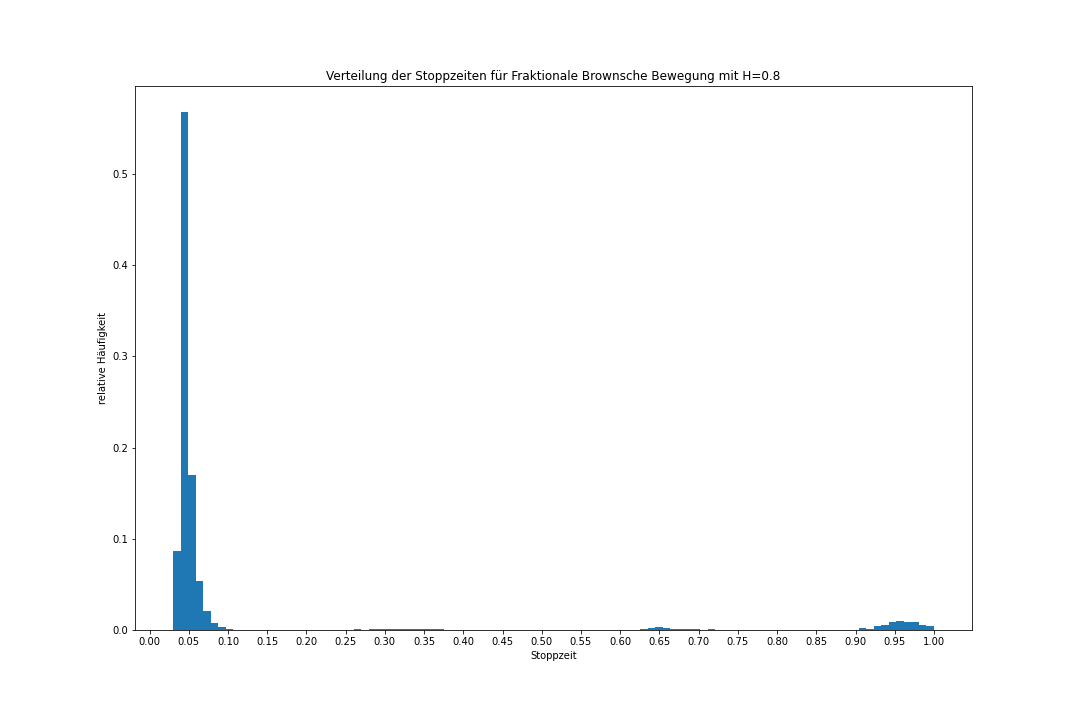 Verteilung der Stoppzeiten für Fraktionale Brownsche Bewegung mit H=0.8
0.5
0.4
0.3
0.2
0.1
0.0
relative Häufigkeit
0.00 0.05 0.10 0.15 0.20 0.25 0.30 0.35 0.40 0.45 0.50 0.55 0.60 0.65 0.70 0.75 0.80 0.85 0.90 0.95 1.00
Stoppzeit